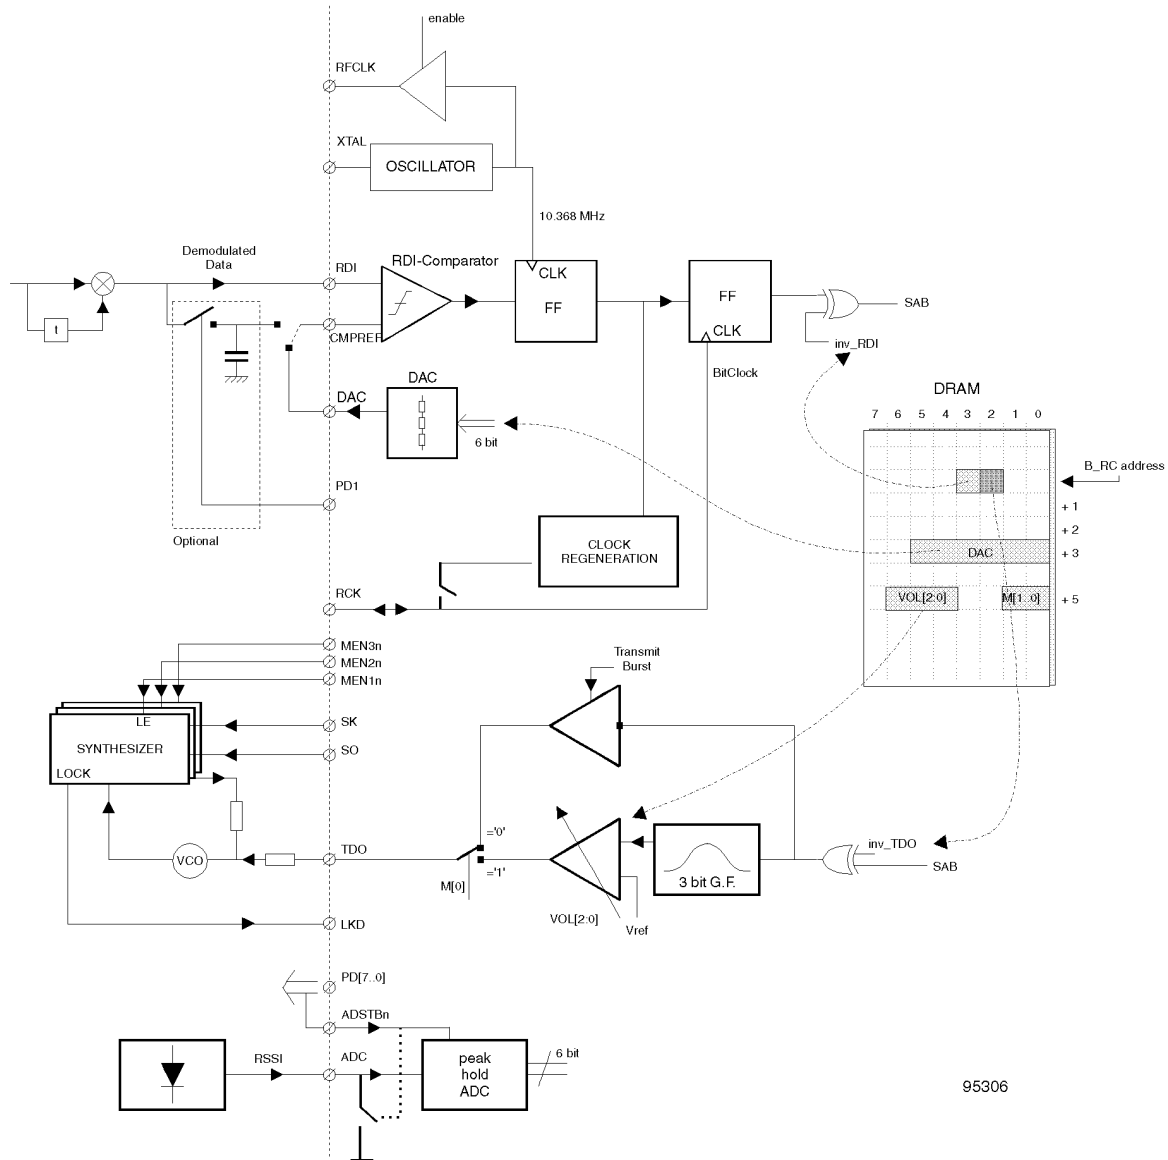 enable
RFCLK
XTAL
OSCILLATOR
10.368 MHz
Demodulated
Data
RDI
RDI-Comparator
CLK
FF
FF
CLK
SAB
inv_RDI
t
CMPREF
BitClock
DAC
DAC
6 bit
DRAM
7 6 5 4 3 2 1 0
B_RC address
+ 1
+ 2
DAC
+ 3
VOL[2:0]
M[1..0]
+ 5
PD1
Optional
CLOCK
REGENERATION
RCK
MEN3n
MEN2n
MEN1n
Transmit
Burst
LE
SYNTHESIZER
LOCK
SK
SO
TDO
VCO
='0'
='1'
M[0]
3 bit G.F.
inv_TDO
SAB
VOL[2:0]
Vref
LKD
PD[7..0]
ADSTBn
RSSI
ADC
peak
hold
ADC
6 bit
95306